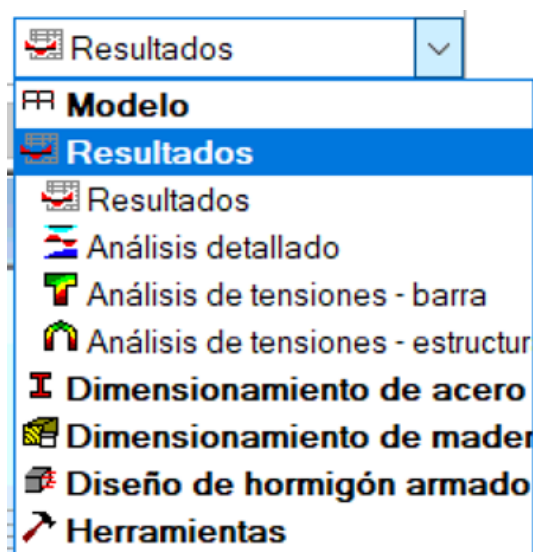 Resultados
Modelo
Resultados
Resultados
Análisis detallado
Análisis de tensiones - barra
Análisis de tensiones - estructur
Dimensionamiento de acero
Dimensionamiento de mader
Diseño de hormigón armado
Herramientas